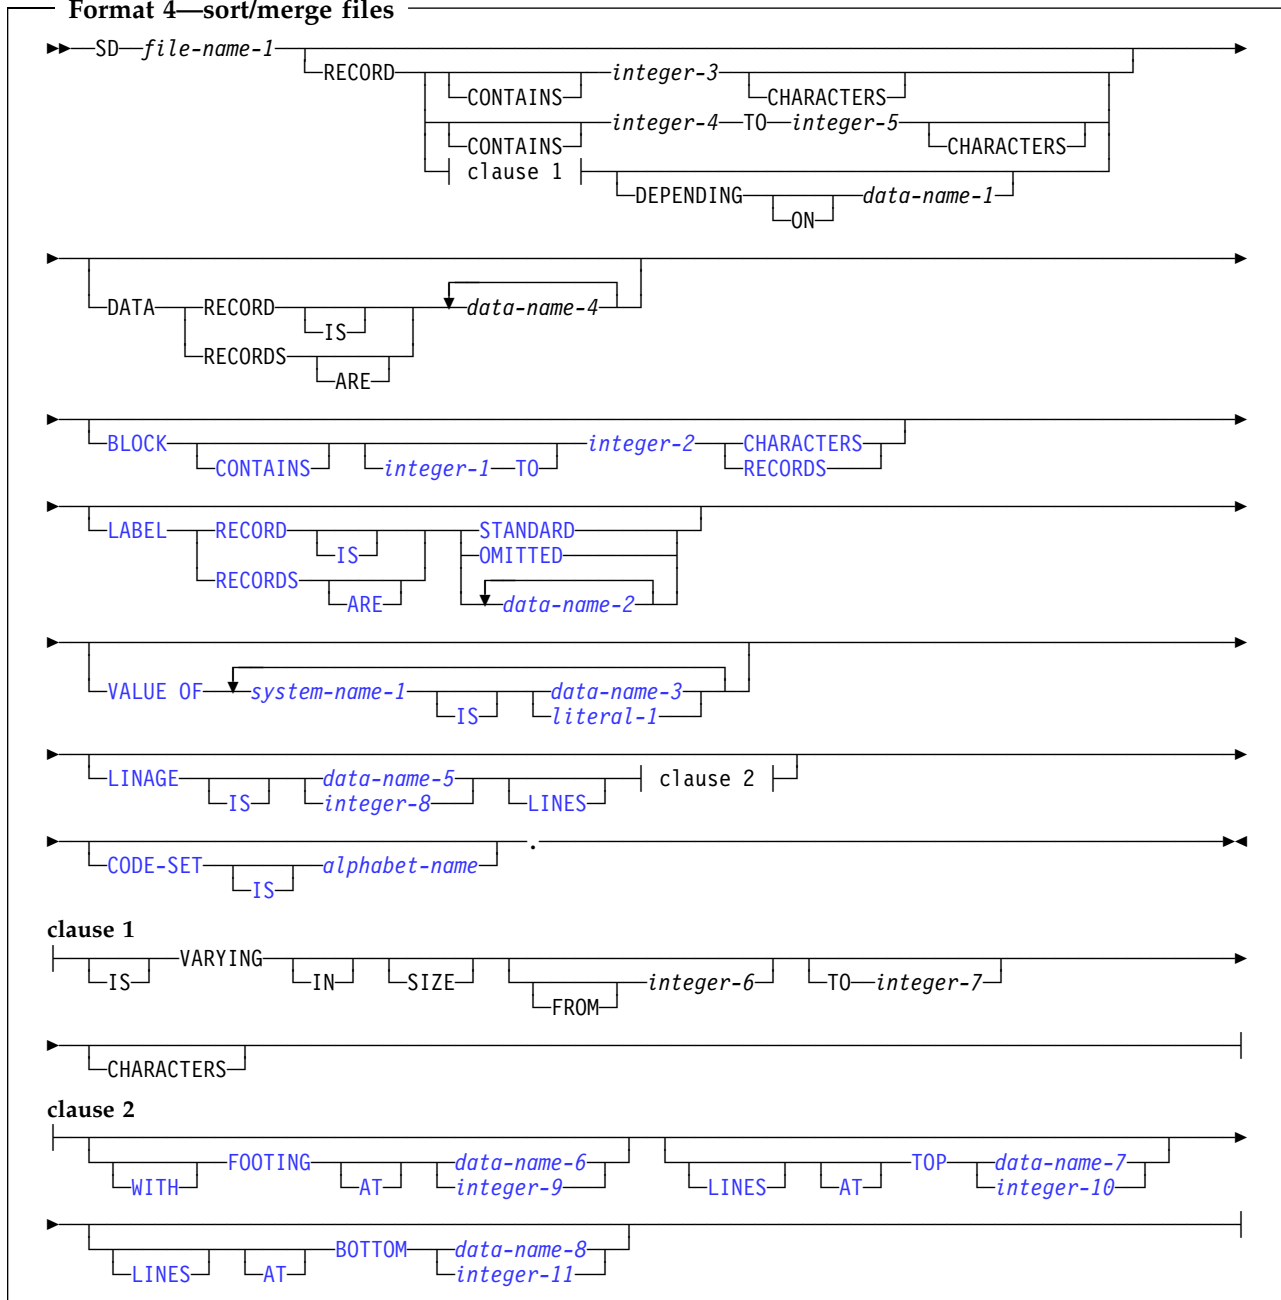 Format 4—sort/merge files
SD file-name-1
RECORD CONTAINS integer-3 CHARACTERS
CONTAINS integer-4 TO integer-5 CHARACTERS
clause 1 DEPENDING ON data-name-1
DATA RECORD IS data-name-4
RECORDS ARE
BLOCK CONTAINS integer-1 TO integer-2 CHARACTERS
RECORDS
LABEL RECORD IS STANDARD
OMITTED
RECORDS ARE data-name-2
VALUE OF system-name-1 IS data-name-3
literal-1
LINAGE IS data-name-5 LINES clause 2
integer-8
CODE-SET IS alphabet-name .
clause 1
IS VARYING IN SIZE FROM integer-6 TO integer-7
CHARACTERS
clause 2
WITH FOOTING AT data-name-6 LINES AT TOP data-name-7
integer-9 integer-10
LINES AT BOTTOM data-name-8
integer-11